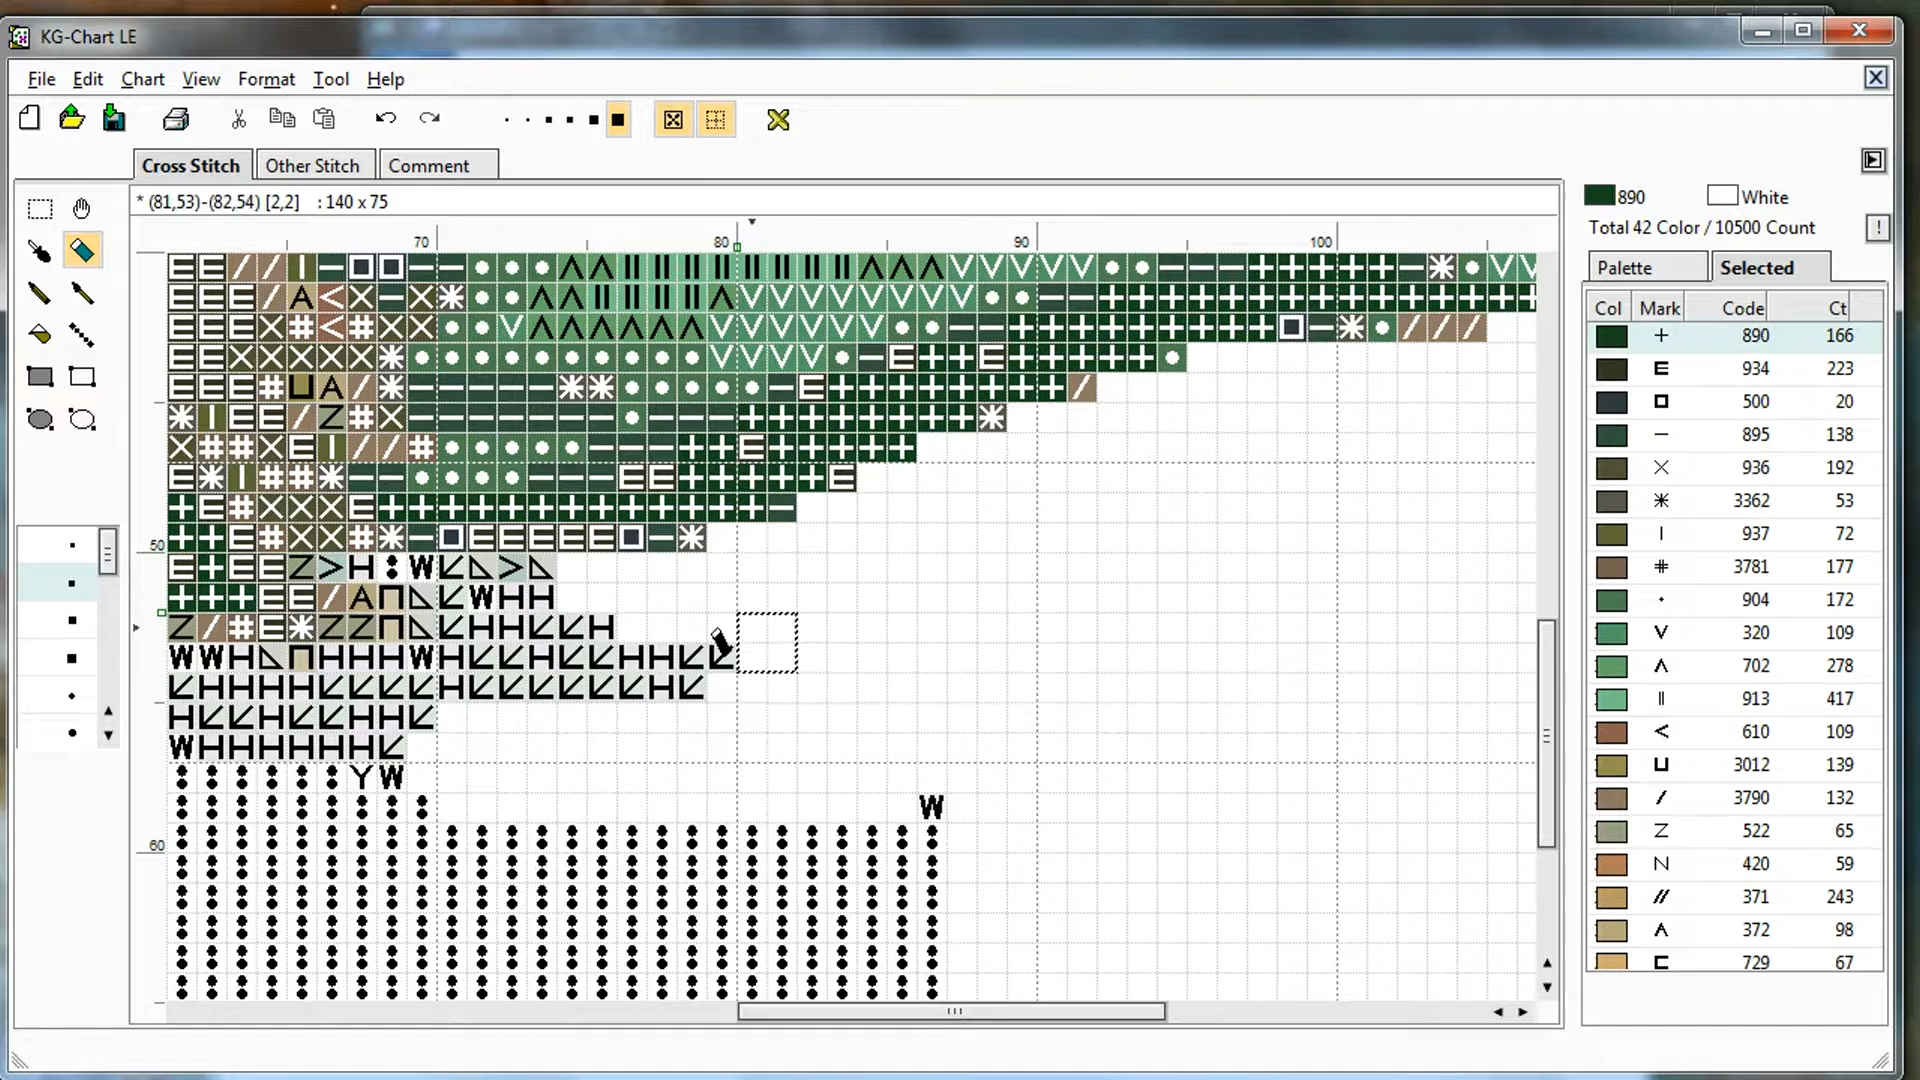 KG-Chart LE
File Edit Chart View Format Tool Help
Cross Stitch Other Stitch Comment
* (81,53)-(82,54) [2,2] : 140 x 75
890 White
Total 42 Color / 10500 Count !
Palette Selected
70 80 90 100
Col Mark Code Ct
+ 890 166
E 934 223
500 20
895 138
936 192
3362 53
937 72
# 3781 177
904 172
V 320 109
702 278
|| 913 417
< 610 109
3012 139
/ 3790 132
Z 522 65
N 420 59
// 371 243
372 98
729 67
50
60